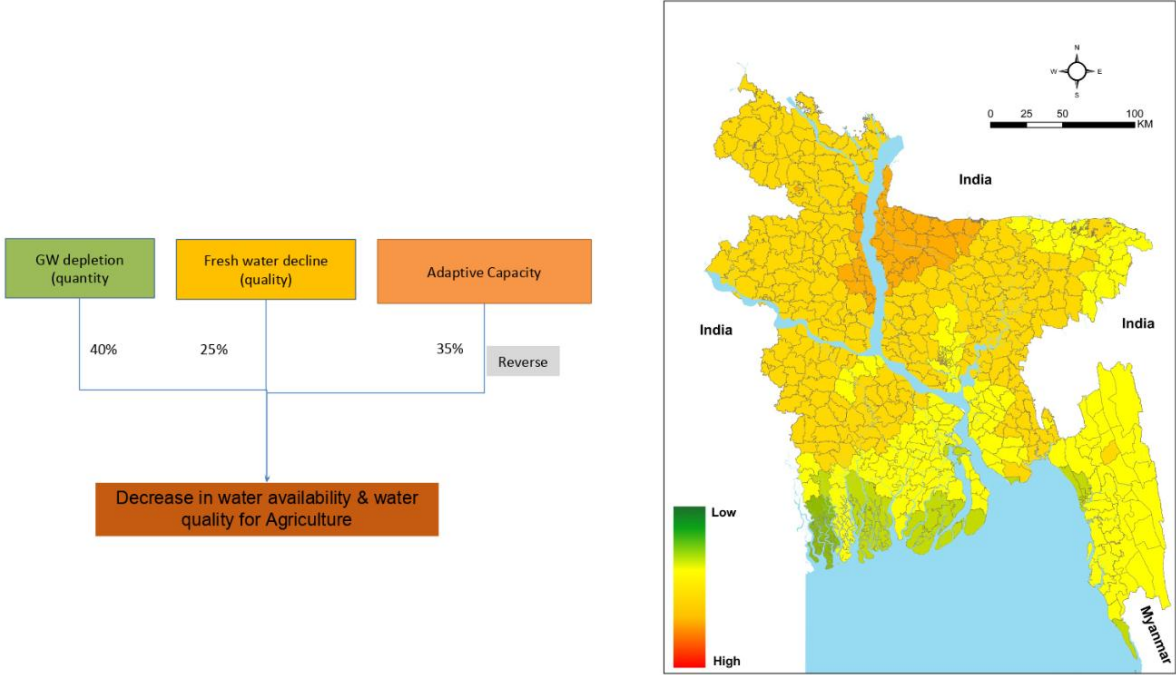 GW depletion
(quantity
Fresh water decline
(quality)
Adaptive Capacity
40%
25%
35%
Reverse
Decrease in water availability & water
quality for Agriculture
N
W
E
S
0
25
50
100
KM
India
India
India
Myanmar
Low
High